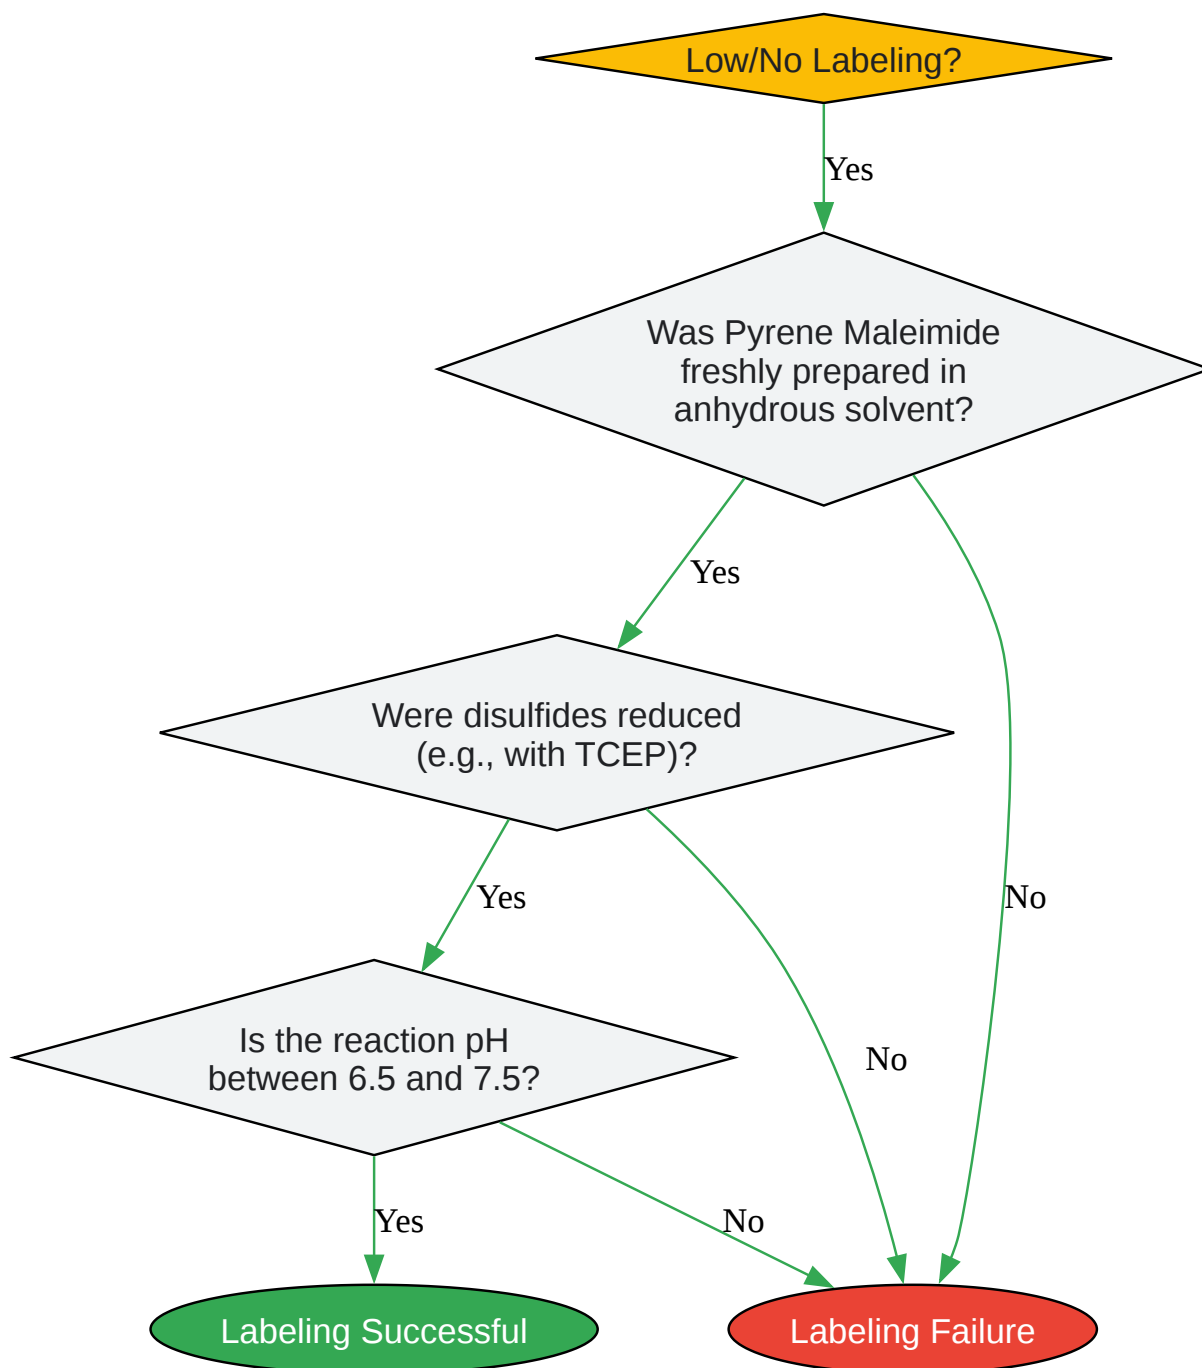 Low/No Labeling?
Yes
Was Pyrene Maleimide
freshly prepared in
anhydrous solvent?
Yes
Were disulfides reduced
(e.g., with TCEP)?
Yes
No
Is the reaction pH
between 6.5 and 7.5?
No
Yes
No
Labeling Successful
Labeling Failure